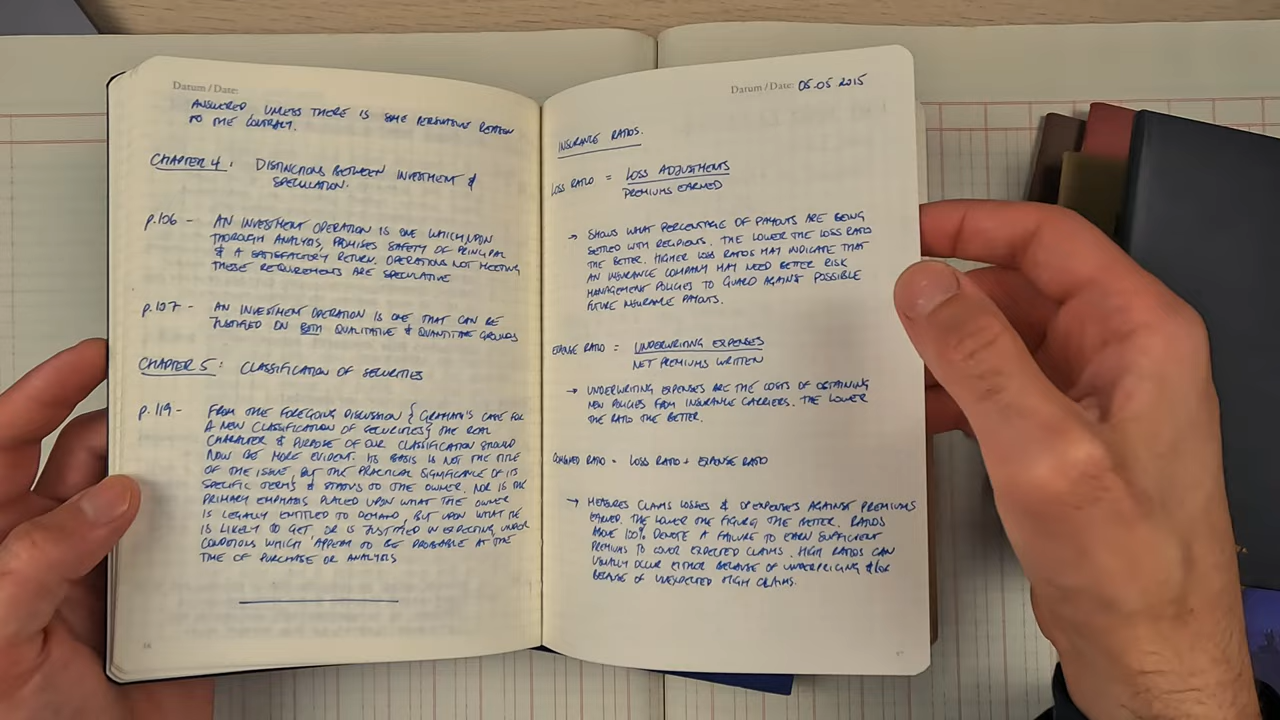 Datum / Date:
ANSWERED UNLESS THERE IS SOME PERSUASIVE REASON
TO THE CONTRARY.
CHAPTER 4: DISTINCTIONS BETWEEN INVESTMENT &
SPECULATION.
p.106 - AN INVESTMENT OPERATION IS ONE WHICH, UPON
THOROUGH ANALYSIS, PROMISES SAFETY OF PRINCIPAL
& A SATISFACTORY RETURN. OPERATIONS NOT MEETING
THESE REQUIREMENTS ARE SPECULATIVE
p.107 - AN INVESTMENT OPERATION IS ONE THAT CAN BE
JUSTIFIED ON BOTH QUALITATIVE & QUANTITATIVE GROUNDS
CHAPTER 5: CLASSIFICATION OF SECURITIES
p.119 - FROM THE FOREGOING DISCUSSION {GRAHAM'S CASE FOR
A NEW CLASSIFICATION OF SECURITIES} THE REAL
CHARACTER & PURPOSE OF OUR CLASSIFICATION SHOULD
NOW BE MORE EVIDENT. ITS BASIS IS NOT THE TITLE
OF THE ISSUE, BUT THE PRACTICAL SIGNIFICANCE OF ITS
SPECIFIC TERMS & STATUS TO THE OWNER. NOR IS THE
PRIMARY EMPHASIS PLACED UPON WHAT THE OWNER
IS LEGALLY ENTITLED TO DEMAND, BUT UPON WHAT HE
IS LIKELY TO GET, OR IS JUSTIFIED IN EXPECTING, UNDER
CONDITIONS WHICH APPEAR TO BE PROBABLE AT THE
TIME OF PURCHASE OR ANALYSIS
Datum / Date: 05.05 2015
INSURANCE RATIOS.
LOSS RATIO = LOSS ADJUSTMENTS
PREMIUMS EARNED
→ SHOWS WHAT PERCENTAGE OF PAYOUTS ARE BEING
SETTLED WITH RECIPIENTS. THE LOWER THE LOSS RATIO
THE BETTER. HIGHER LOSS RATIOS MAY INDICATE THAT
AN INSURANCE COMPANY MAY NEED BETTER RISK
MANAGEMENT POLICIES TO GUARD AGAINST POSSIBLE
FUTURE INSURANCE PAYOUTS.
EXPENSE RATIO = UNDERWRITING EXPENSES
NET PREMIUMS WRITTEN
→ UNDERWRITING EXPENSES ARE THE COSTS OF OBTAINING
NEW POLICIES FROM INSURANCE CARRIERS. THE LOWER
THE RATIO THE BETTER.
COMBINED RATIO = LOSS RATIO + EXPENSE RATIO
→ MEASURES CLAIMS LOSSES & OP EXPENSES AGAINST PREMIUMS
EARNED. THE LOWER THE FIGURE, THE BETTER. RATIOS
ABOVE 100% DENOTE A FAILURE TO EARN SUFFICIENT
PREMIUMS TO COVER EXPECTED CLAIMS. HIGH RATIOS CAN
USUALLY OCCUR EITHER BECAUSE OF UNDERPRICING &/OR
BECAUSE OF UNEXPECTED HIGH CLAIMS.